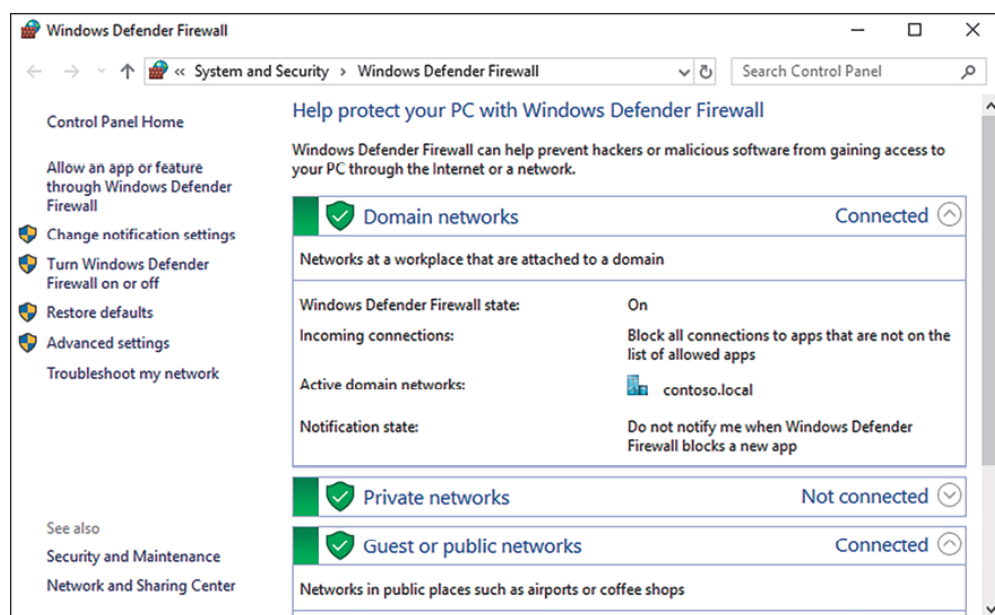 Windows Defender Firewall
« System and Security > Windows Defender Firewall
Search Control Panel
Control Panel Home
Allow an app or feature
through Windows Defender
Firewall
Change notification settings
Turn Windows Defender
Firewall on or off
Restore defaults
Advanced settings
Troubleshoot my network
See also
Security and Maintenance
Network and Sharing Center
Help protect your PC with Windows Defender Firewall
Windows Defender Firewall can help prevent hackers or malicious software from gaining access to
your PC through the Internet or a network.
Domain networks Connected
Networks at a workplace that are attached to a domain
Windows Defender Firewall state: On
Incoming connections: Block all connections to apps that are not on the
list of allowed apps
Active domain networks: contoso.local
Notification state: Do not notify me when Windows Defender
Firewall blocks a new app
Private networks Not connected
Guest or public networks Connected
Networks in public places such as airports or coffee shops